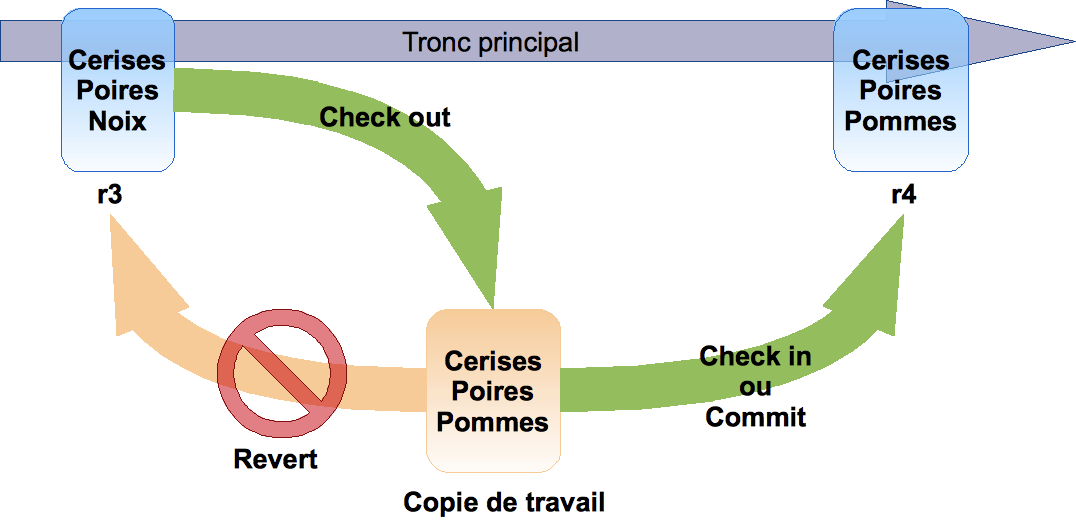 Tronc principal
Cerises
Poires
Noix
r3
Check out
Cerises
Poires
Pommes
r4
Cerises
Poires
Pommes
Copie de travail
Check in
ou
Commit
Revert